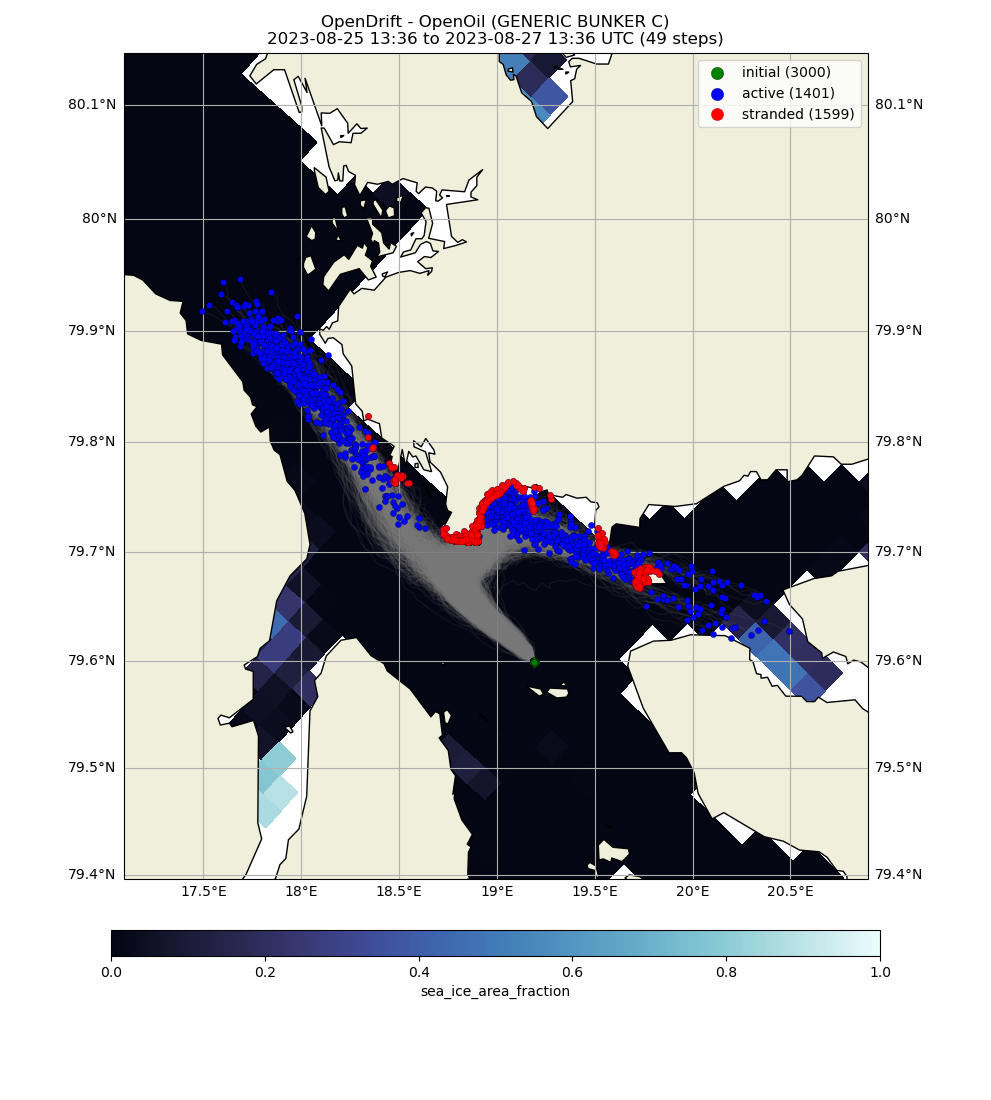 OpenDrift - OpenOil (GENERIC BUNKER C)
2023-08-25 13:36 to 2023-08-27 13:36 UTC (49 steps)
initial (3000)
active (1401)
stranded (1599)
80.1°N 80.1°N
80°N 80°N
79.9°N 79.9°N
79.8°N 79.8°N
79.7°N 79.7°N
79.6°N 79.6°N
79.5°N 79.5°N
79.4°N 79.4°N
17.5°E 18°E 18.5°E 19°E 19.5°E 20°E 20.5°E
0.0 0.2 0.4 0.6 0.8 1.0
sea_ice_area_fraction